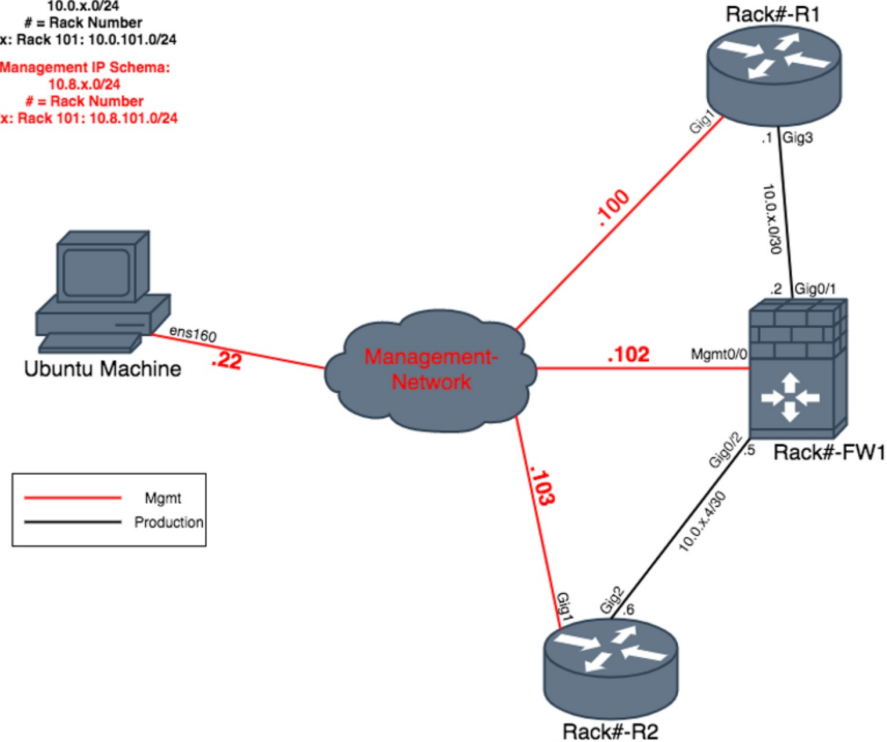 10.0.x.0/24
# = Rack Number
x: Rack 101: 10.0.101.0/24
Management IP Schema:
10.8.x.0/24
# = Rack Number
x: Rack 101: 10.8.101.0/24
Rack#-R1
Gig1
.1 Gig3
.100
10.0.x.0/30
.2 Gig0/1
ens160
.22
Ubuntu Machine
Management-
Network
.102
Mgmt0/0
Gig0/2
.5
Rack#-FW1
.103
10.0.x.4/30
Mgmt
Production
Gig1
Gig2
.6
Rack#-R2